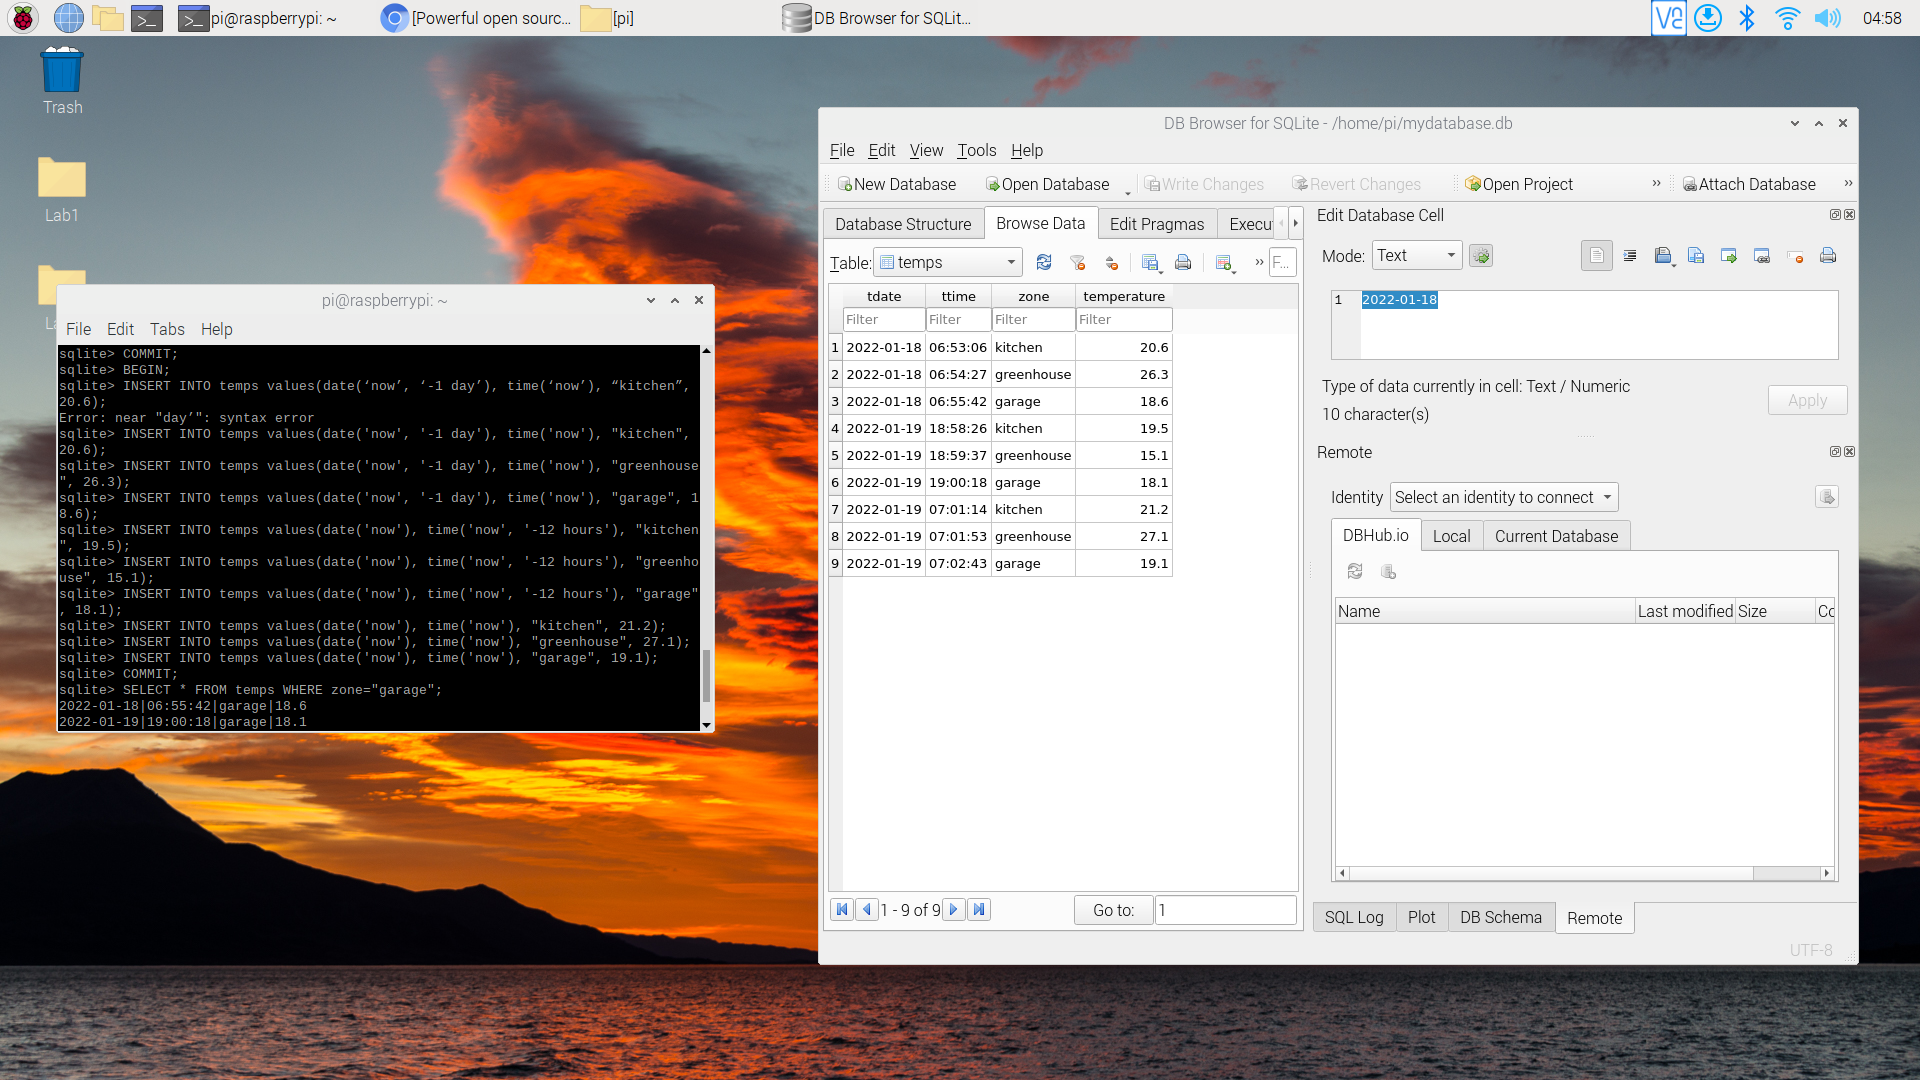 pi@raspberrypi: ~
[Powerful open sourc...
[pi]
DB Browser for SQLit...
04:58
Trash
Lab1
La
pi@raspberrypi: ~
File Edit Tabs Help
sqlite> COMMIT;
sqlite> BEGIN;
sqlite> INSERT INTO temps values(date(‘now’, ‘-1 day’), time(‘now’), “kitchen”,
20.6);
Error: near "day’": syntax error
sqlite> INSERT INTO temps values(date('now', '-1 day'), time('now'), "kitchen",
20.6);
sqlite> INSERT INTO temps values(date('now', '-1 day'), time('now'), "greenhouse
", 26.3);
sqlite> INSERT INTO temps values(date('now', '-1 day'), time('now'), "garage", 1
8.6);
sqlite> INSERT INTO temps values(date('now'), time('now', '-12 hours'), "kitchen
", 19.5);
sqlite> INSERT INTO temps values(date('now'), time('now', '-12 hours'), "greenho
use", 15.1);
sqlite> INSERT INTO temps values(date('now'), time('now', '-12 hours'), "garage"
, 18.1);
sqlite> INSERT INTO temps values(date('now'), time('now'), "kitchen", 21.2);
sqlite> INSERT INTO temps values(date('now'), time('now'), "greenhouse", 27.1);
sqlite> INSERT INTO temps values(date('now'), time('now'), "garage", 19.1);
sqlite> COMMIT;
sqlite> SELECT * FROM temps WHERE zone="garage";
2022-01-18|06:55:42|garage|18.6
2022-01-19|19:00:18|garage|18.1
DB Browser for SQLite - /home/pi/mydatabase.db
File Edit View Tools Help
New Database Open Database Write Changes Revert Changes Open Project » Attach Database »
Database Structure Browse Data Edit Pragmas Execu
Table: temps » F...
tdate ttime zone temperature
Filter Filter Filter Filter
1 2022-01-18 06:53:06 kitchen 20.6
2 2022-01-18 06:54:27 greenhouse 26.3
3 2022-01-18 06:55:42 garage 18.6
4 2022-01-19 18:58:26 kitchen 19.5
5 2022-01-19 18:59:37 greenhouse 15.1
6 2022-01-19 19:00:18 garage 18.1
7 2022-01-19 07:01:14 kitchen 21.2
8 2022-01-19 07:01:53 greenhouse 27.1
9 2022-01-19 07:02:43 garage 19.1
1 - 9 of 9 Go to: 1
Edit Database Cell
Mode: Text
1 2022-01-18
Type of data currently in cell: Text / Numeric
10 character(s)
Apply
Remote
Identity Select an identity to connect
DBHub.io Local Current Database
Name Last modified Size Co
SQL Log Plot DB Schema Remote
UTF-8